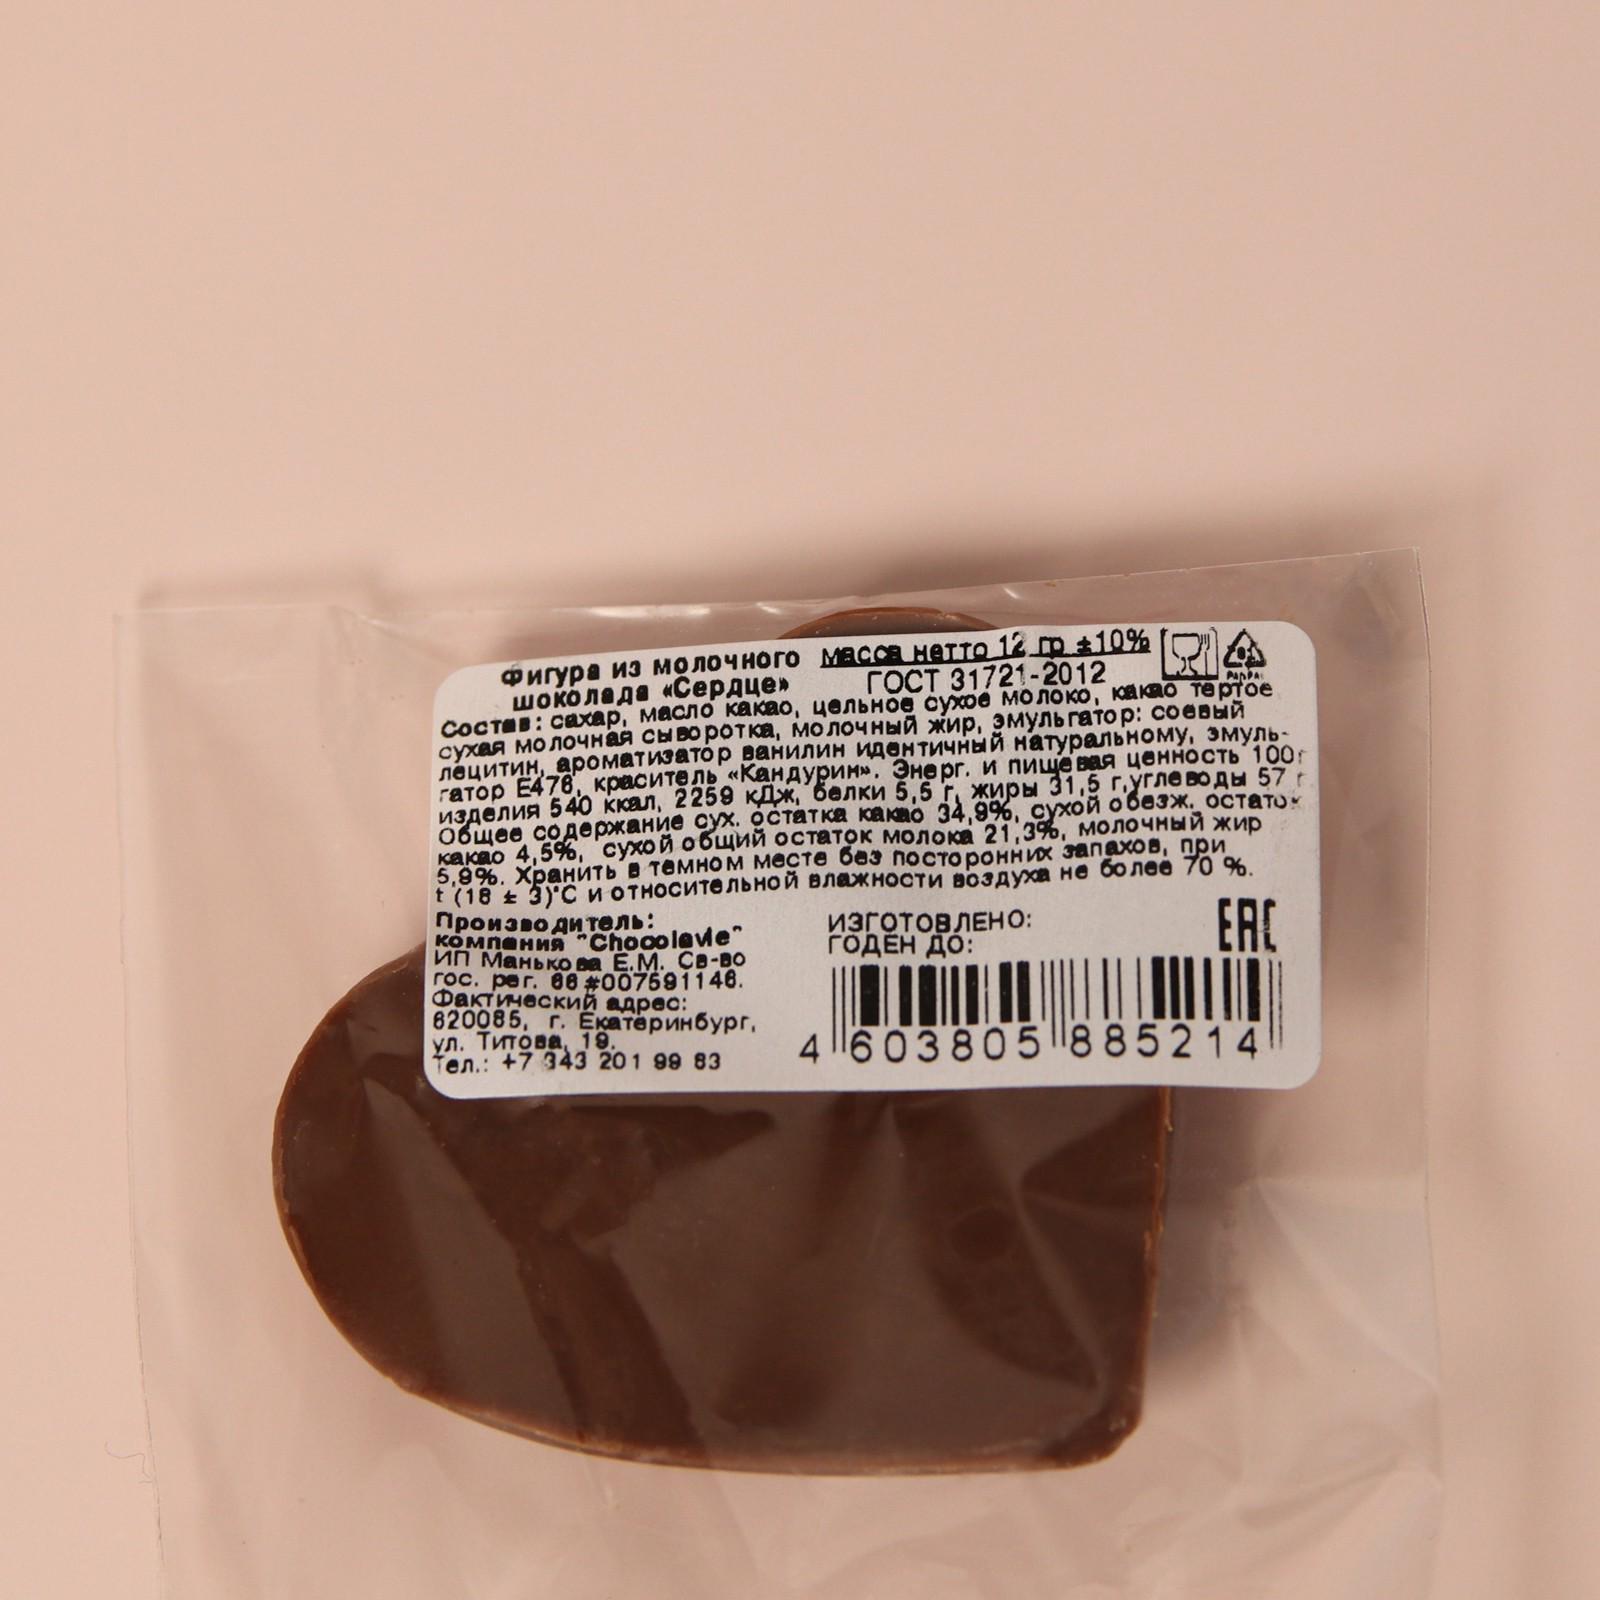 Фигура из молочного
шоколада «Сердце»
масса нетто 12 гр ±10%
ГОСТ 31721-2012
Состав: сахар, масло какао, цельное сухое молоко, какао тертое
сухая молочная сыворотка, молочный жир, эмульгатор: соевый
лецитин, ароматизатор ванилин идентичный натуральному, эмуль-
гатор Е476, краситель «Кандурин». Энерг. и пищевая ценность 100г
изделия 540 ккал, 2259 кДж, белки 5,5 г, жиры 31,5 г,углеводы 57 г
Общее содержание сух. остатка какао 34,9%, сухой обезж. остаток
какао 4,5%, сухой общий остаток молока 21,3%, молочный жир
5,9%. Хранить в темном месте без посторонних запахов, при
t (18 ± 3)°С и относительной влажности воздуха не более 70 %.
Производитель:
компания "Chocolavie"
ИП Манькова Е.М. Св-во
гос. рег. 66 #007591146.
Фактический адрес:
620085, г. Екатеринбург,
ул. Титова, 19.
Тел.: +7 343 201 99 83
ИЗГОТОВЛЕНО:
ГОДЕН ДО:
EAC
4 603805 885214